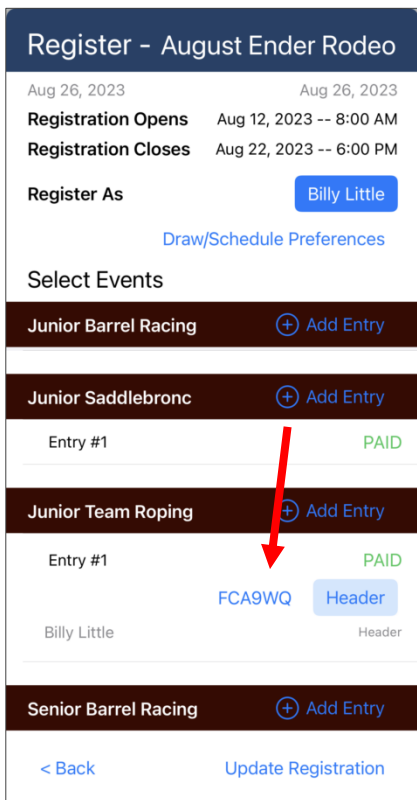 Register - August Ender Rodeo
Aug 26, 2023 Aug 26, 2023
Registration Opens Aug 12, 2023 -- 8:00 AM
Registration Closes Aug 22, 2023 -- 6:00 PM
Register As Billy Little
Draw/Schedule Preferences
Select Events
Junior Barrel Racing + Add Entry
Junior Saddlebronc + Add Entry
Entry #1 PAID
Junior Team Roping + Add Entry
Entry #1 PAID
FCA9WQ Header
Billy Little Header
Senior Barrel Racing + Add Entry
< Back Update Registration